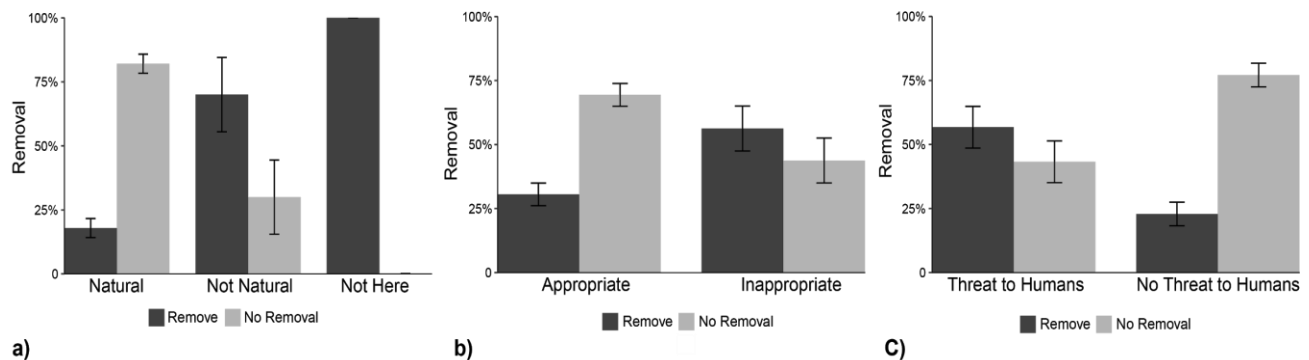 100%
75%
50%
25%
0
Removal
Natural
Not Natural
Not Here
Remove
No Removal
a)
100%
75%
50%
25%
0
Removal
Appropriate
Inappropriate
Remove
No Removal
b)
100%
75%
50%
25%
0
Removal
Threat to Humans
No Threat to Humans
Remove
No Removal
C)